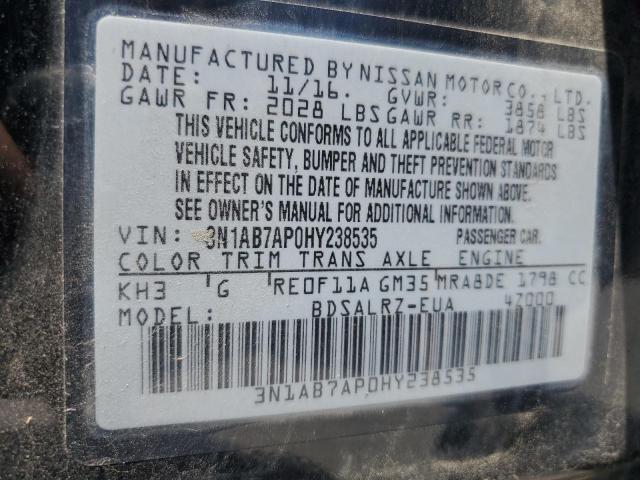 MANUFACTURED BY NISSAN MOTOR CO., LTD.
DATE: 11/16. GVWR: 3858 LBS
GAWR FR: 2028 LBS GAWR RR: 1874 LBS
THIS VEHICLE CONFORMS TO ALL APPLICABLE FEDERAL MOTOR
VEHICLE SAFETY, BUMPER AND THEFT PREVENTION STANDARDS
IN EFFECT ON THE DATE OF MANUFACTURE SHOWN ABOVE.
SEE OWNER'S MANUAL FOR ADDITIONAL INFORMATION.
VIN: 3N1AB7AP0HY238535 PASSENGER CAR.
COLOR TRIM TRANS AXLE ENGINE
KH3 G RE0F11A GM35 MRA8DE 1798 CC
MODEL: BDSALRZ-EUA 4Z000
3N1AB7AP0HY238535